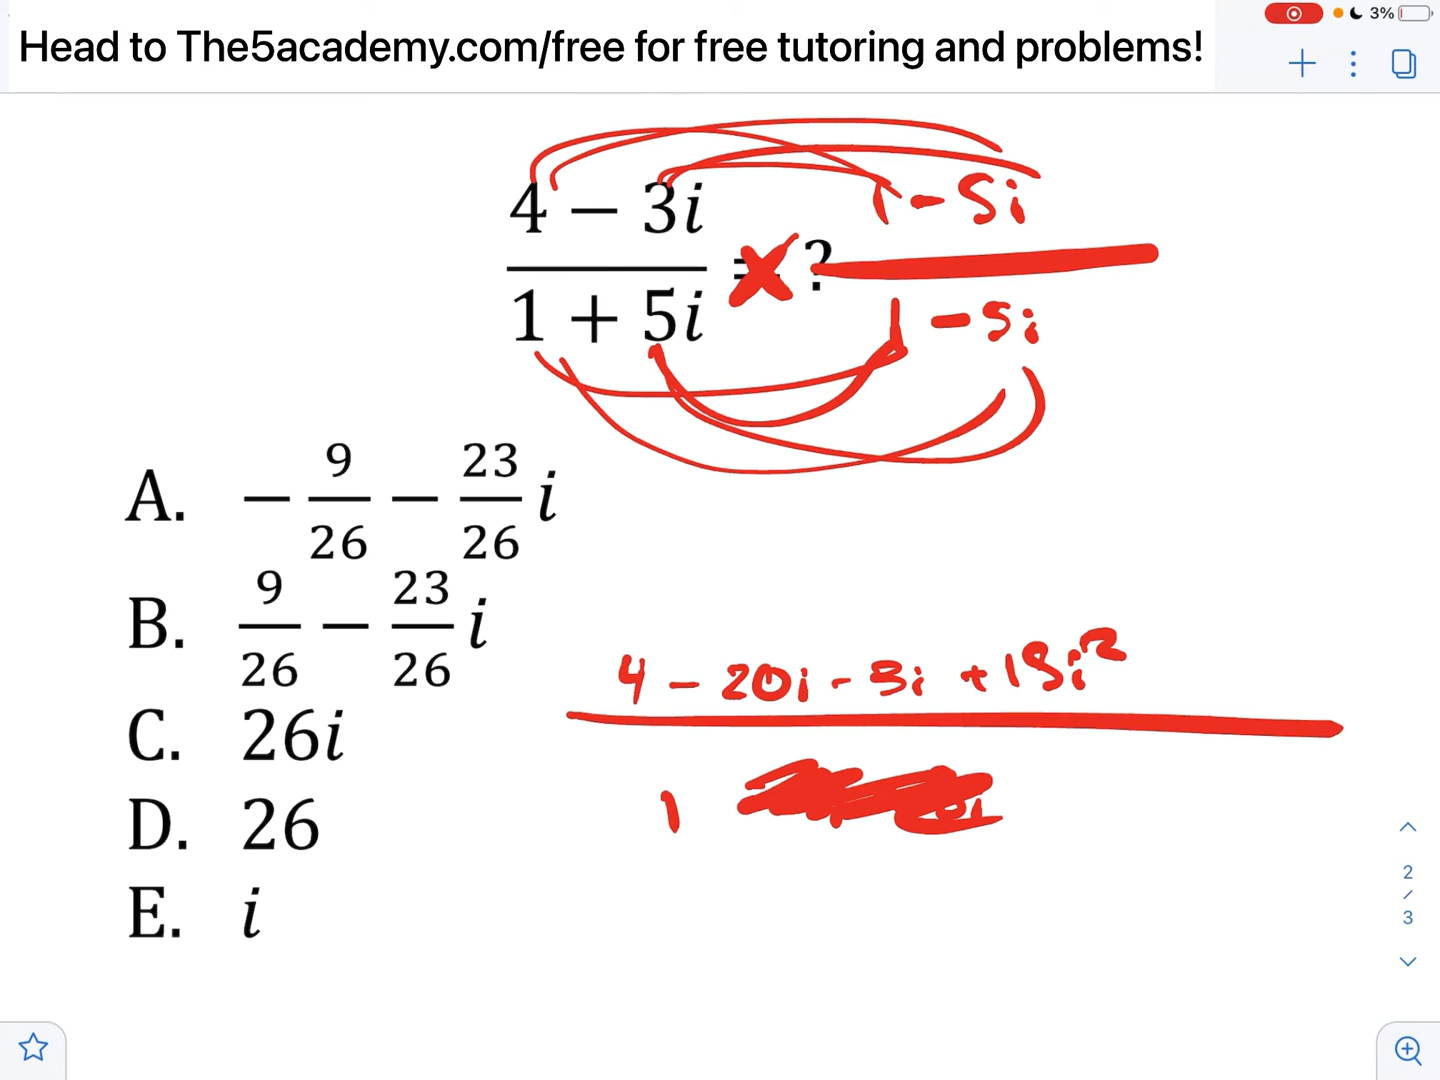 3%
Head to The5academy.com/free for free tutoring and problems!
4 − 3i 1 - 5i
= ?
1 + 5i 1 - 5i
A. − 9/26 − 23/26 i
B. 9/26 − 23/26 i
4 - 20i - 3i + 15i²
1
C. 26i
D. 26
E. i
2
/
3